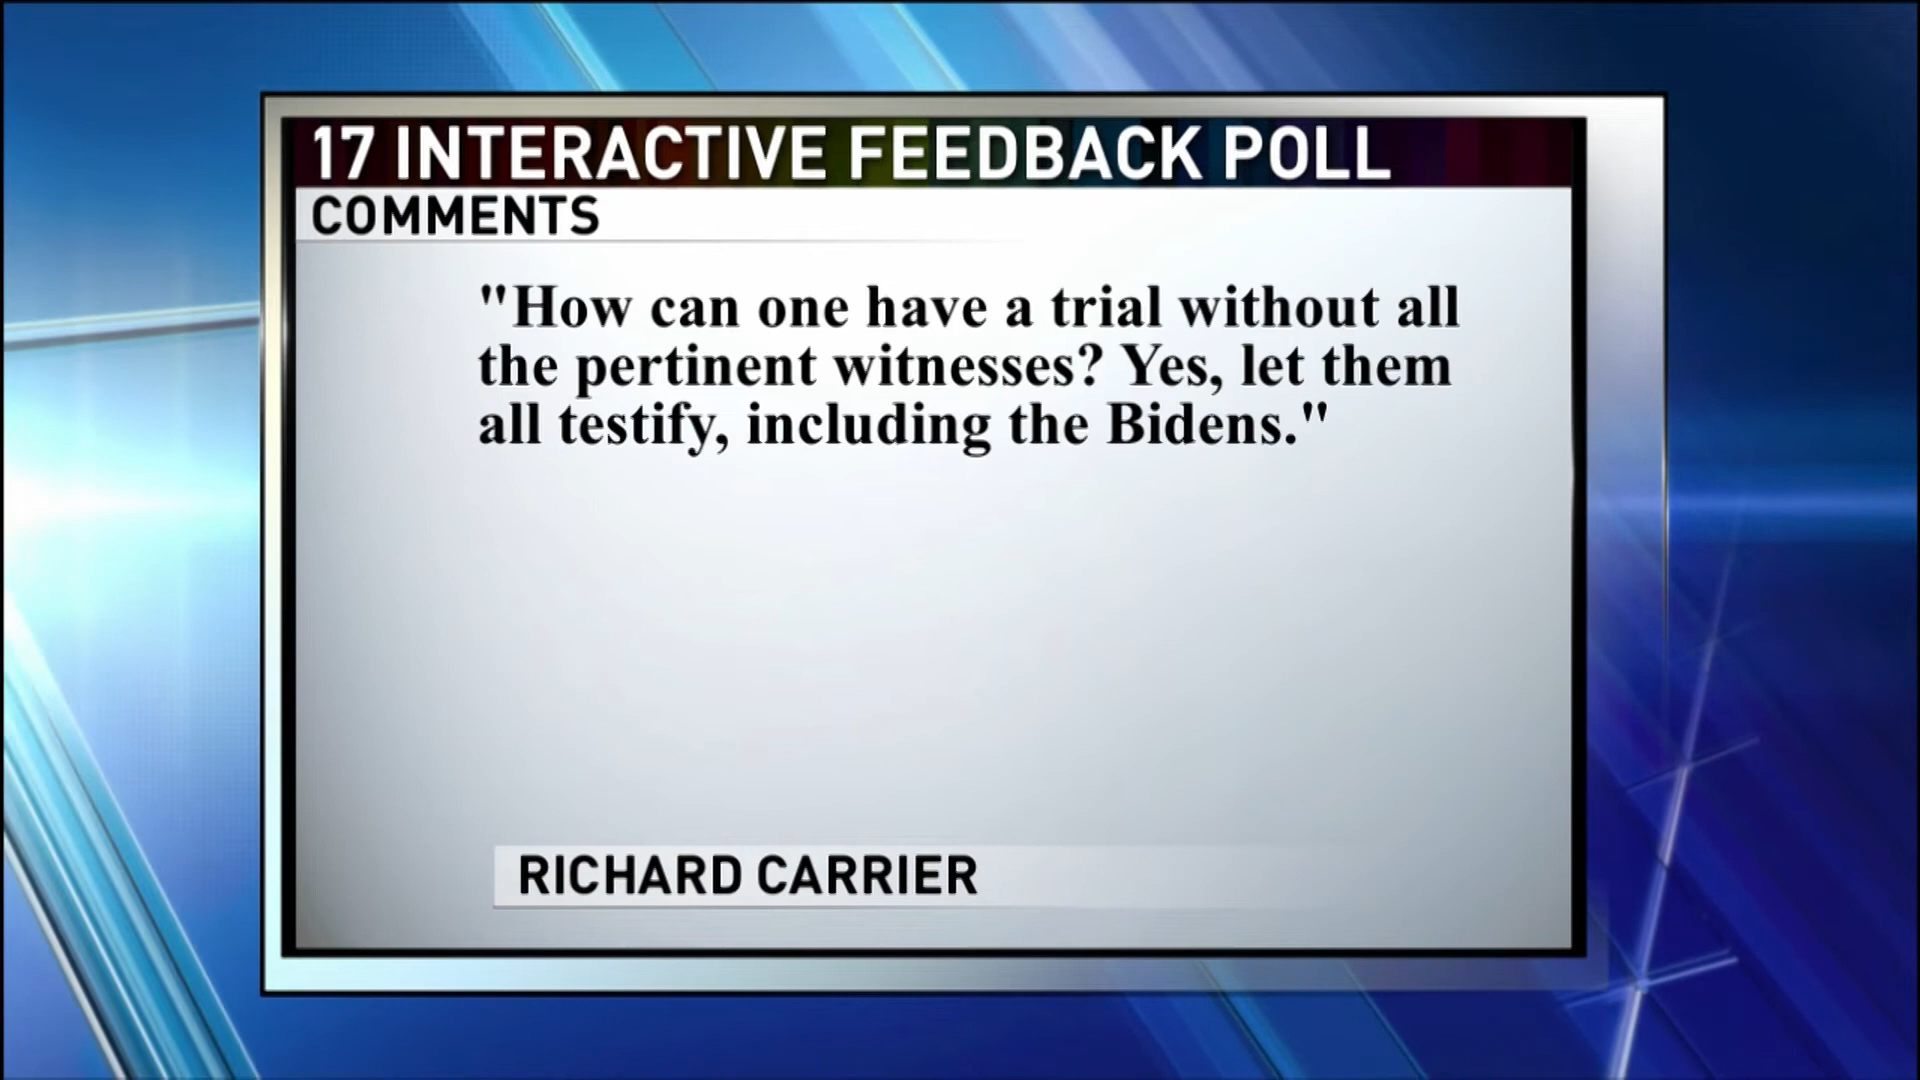 17 INTERACTIVE FEEDBACK POLL
COMMENTS
"How can one have a trial without all
the pertinent witnesses? Yes, let them
all testify, including the Bidens."
RICHARD CARRIER